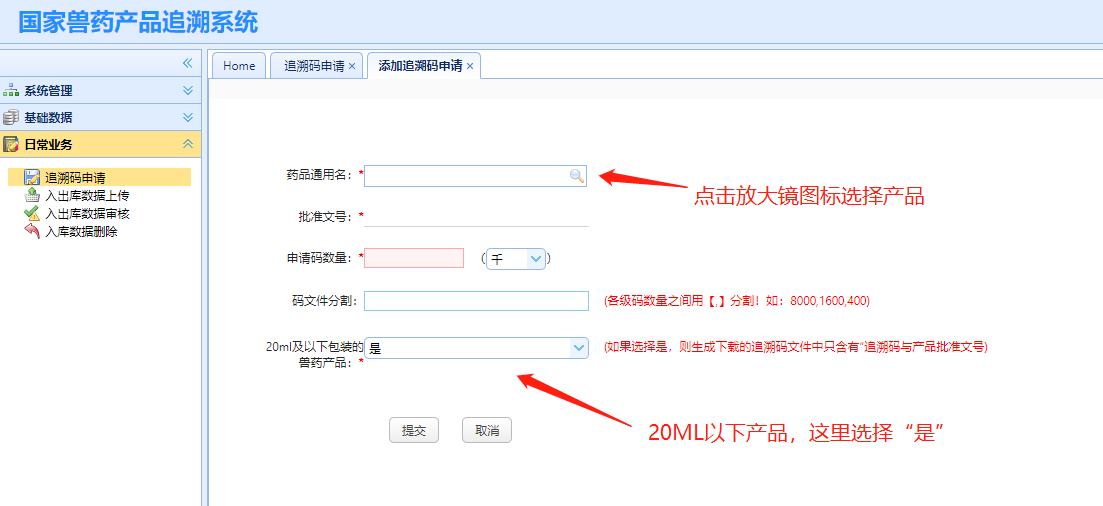 国家兽药产品追溯系统
系统管理
基础数据
日常业务
追溯码申请
入出库数据上传
入出库数据审核
入库数据删除
Home 追溯码申请 × 添加追溯码申请 ×
药品通用名：*
点击放大镜图标选择产品
批准文号：*
申请码数量：* (千)
码文件分割： (各级码数量之间用【,】分割！如：8000,1600,400)
20ml及以下包装的
兽药产品：* 是 (如果选择是，则生成下载的追溯码文件中只含有"追溯码与产品批准文号)
提交 取消
20ML以下产品，这里选择“是”